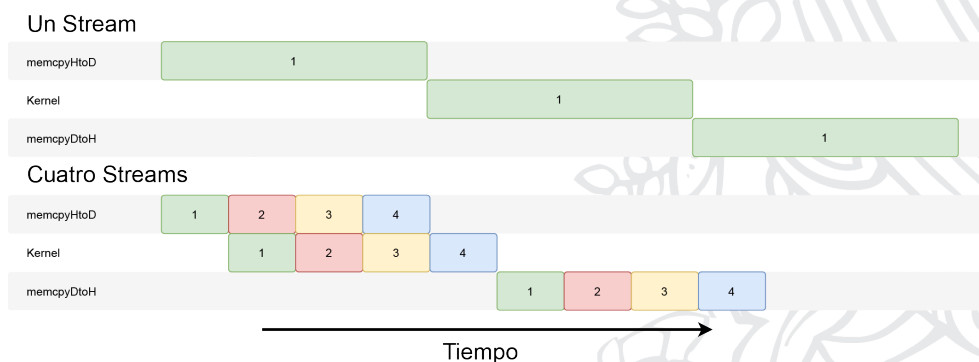 Un Stream
memcpyHtoD 1
Kernel 1
memcpyDtoH 1
Cuatro Streams
memcpyHtoD 1 2 3 4
Kernel 1 2 3 4
memcpyDtoH 1 2 3 4
Tiempo